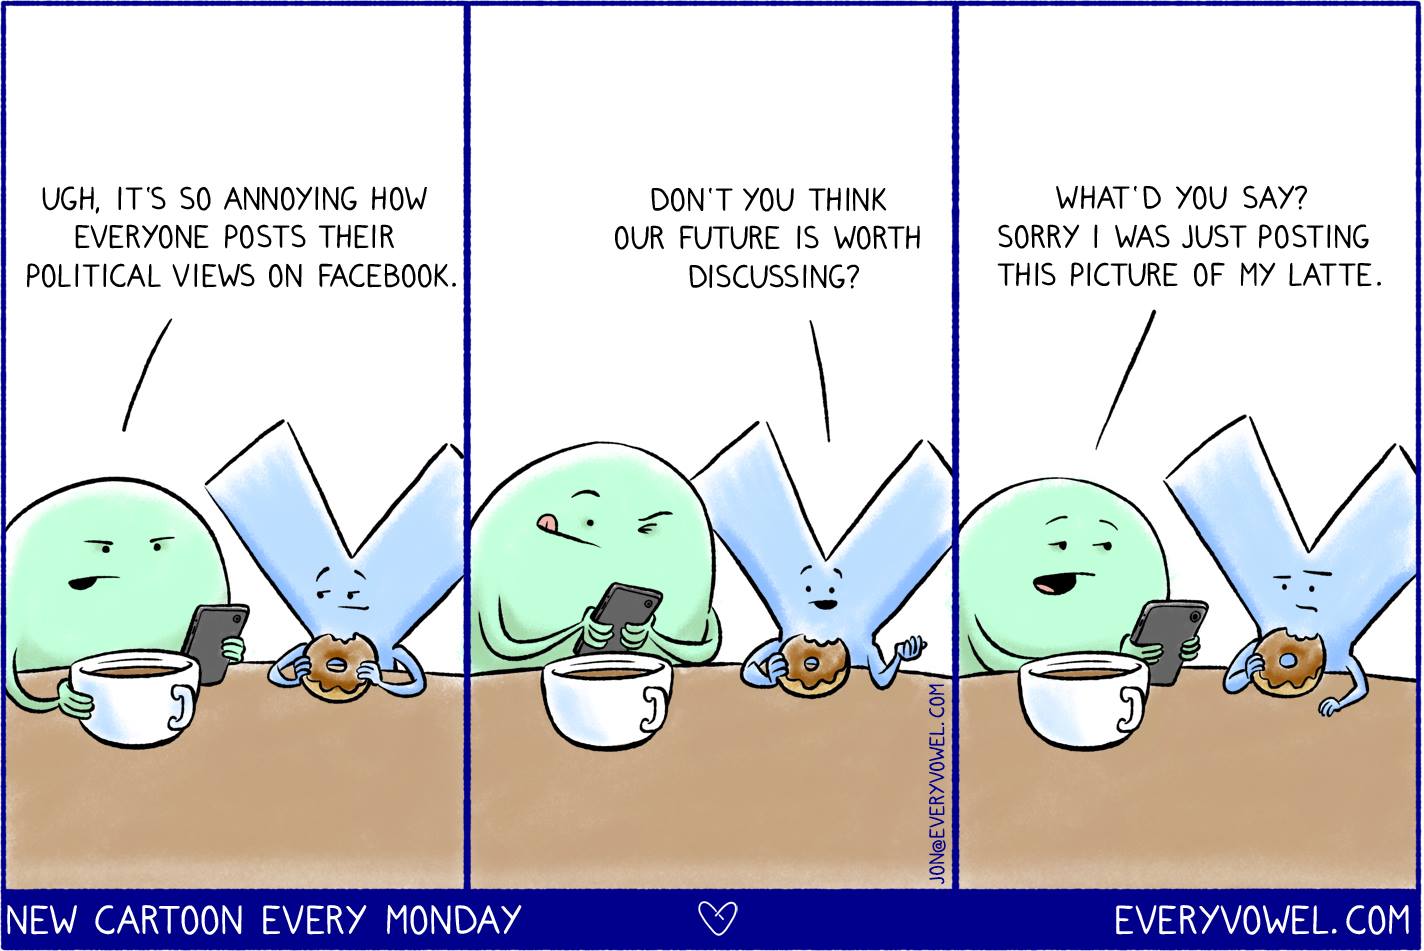 UGH, IT'S SO ANNOYING HOW
EVERYONE POSTS THEIR
POLITICAL VIEWS ON FACEBOOK.
DON'T YOU THINK
OUR FUTURE IS WORTH
DISCUSSING?
WHAT'D YOU SAY?
SORRY I WAS JUST POSTING
THIS PICTURE OF MY LATTE.
JON@EVERYVOWEL.COM
NEW CARTOON EVERY MONDAY
EVERYVOWEL.COM